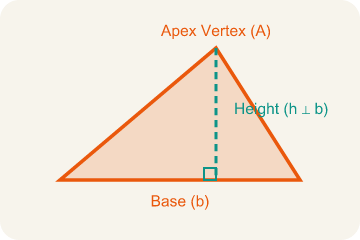 Apex Vertex (A)
Height (h ⊥ b)
Base (b)